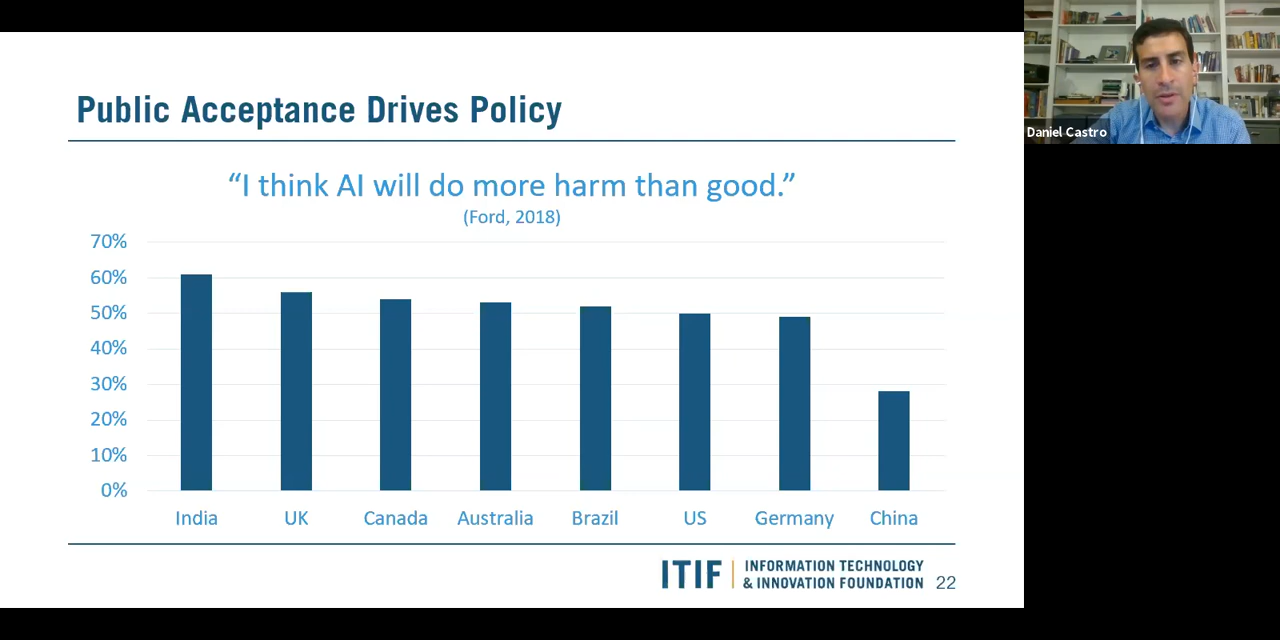 Public Acceptance Drives Policy
“I think AI will do more harm than good.”
(Ford, 2018)
70%
60%
50%
40%
30%
20%
10%
0%
India UK Canada Australia Brazil US Germany China
ITIF INFORMATION TECHNOLOGY
& INNOVATION FOUNDATION 22
Daniel Castro